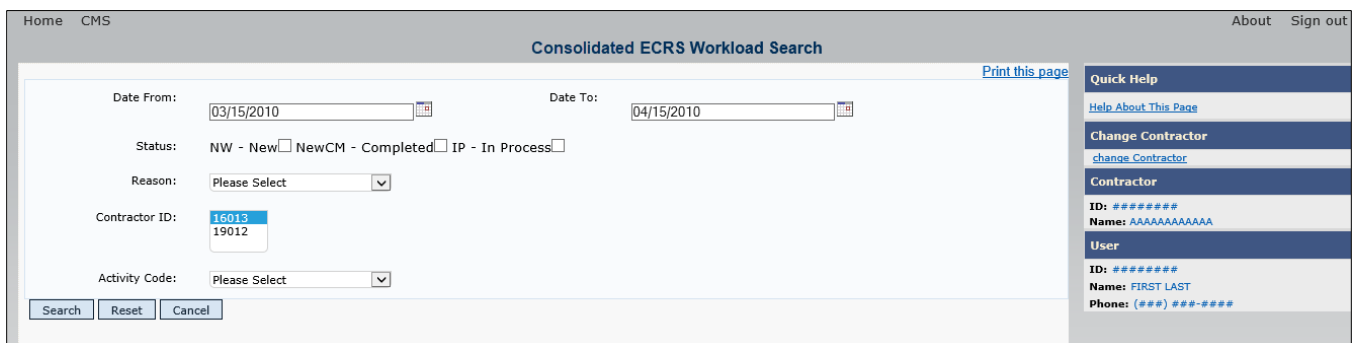 Home CMS About Sign out
Consolidated ECRS Workload Search
Print this page
Date From: 03/15/2010 Date To: 04/15/2010
Status: NW - New NewCM - Completed IP - In Process
Reason: Please Select
Contractor ID: 16013
19012
Activity Code: Please Select
Search Reset Cancel
Quick Help
Help About This Page
Change Contractor
change Contractor
Contractor
ID: ########
Name: AAAAAAAAAAAA
User
ID: ########
Name: FIRST LAST
Phone: (###) ###-####